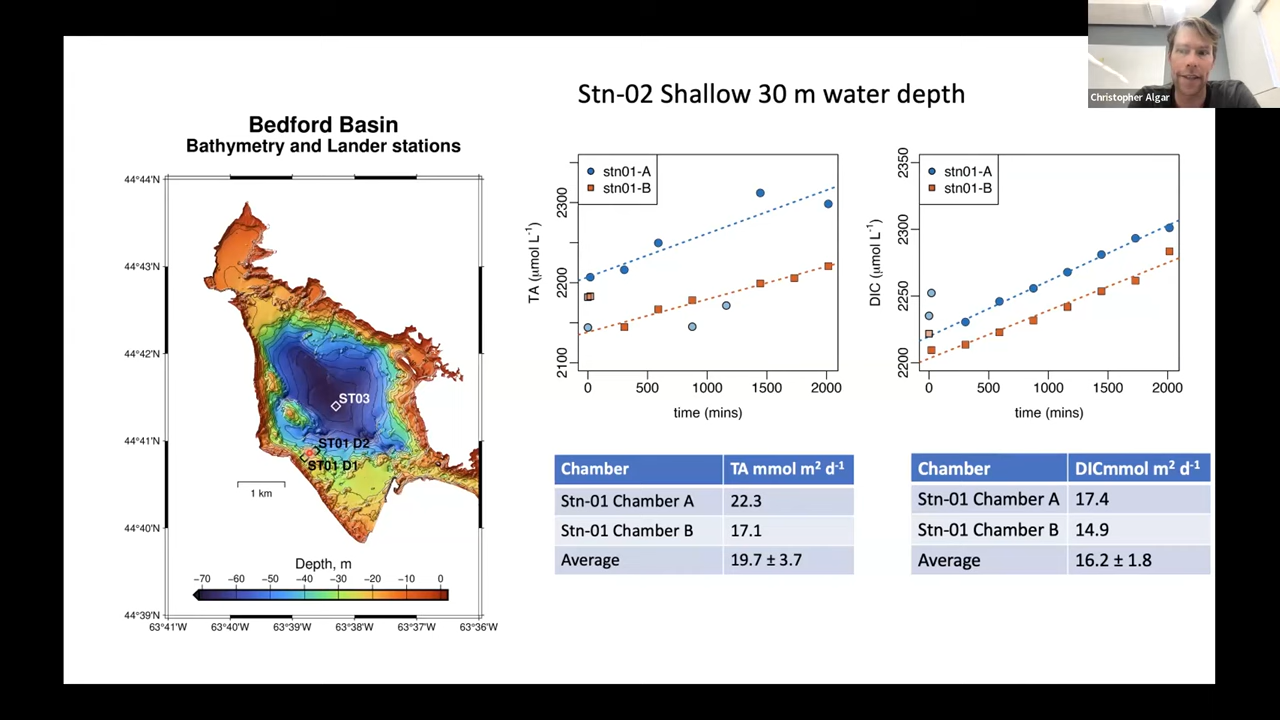 Stn-02 Shallow 30 m water depth
Christopher Algar
Bedford Basin
Bathymetry and Lander stations
44°44'N
44°43'N
44°42'N
44°41'N
44°40'N
44°39'N
63°41'W 63°40'W 63°39'W 63°38'W 63°37'W 63°36'W
ST03
ST01 D2
ST01 D1
1 km
Depth, m
−70 −60 −50 −40 −30 −20 −10 0
stn01-A
stn01-B
TA (μmol L⁻¹)
2300
2200
2100
0 500 1000 1500 2000
time (mins)
stn01-A
stn01-B
DIC (μmol L⁻¹)
2350
2300
2250
2200
0 500 1000 1500 2000
time (mins)
Chamber TA mmol m² d⁻¹
Stn-01 Chamber A 22.3
Stn-01 Chamber B 17.1
Average 19.7 ± 3.7
Chamber DICmmol m² d⁻¹
Stn-01 Chamber A 17.4
Stn-01 Chamber B 14.9
Average 16.2 ± 1.8